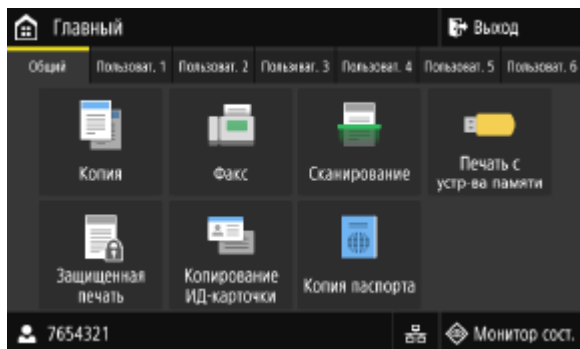 Главный
Выход
Общий
Пользоват. 1
Пользоват. 2
Пользоват. 3
Пользоват. 4
Пользоват. 5
Пользоват. 6
Копия
Факс
Сканирование
Печать с
устр-ва памяти
Защищенная
печать
Копирование
ИД-карточки
Копия паспорта
7654321
Монитор сост.